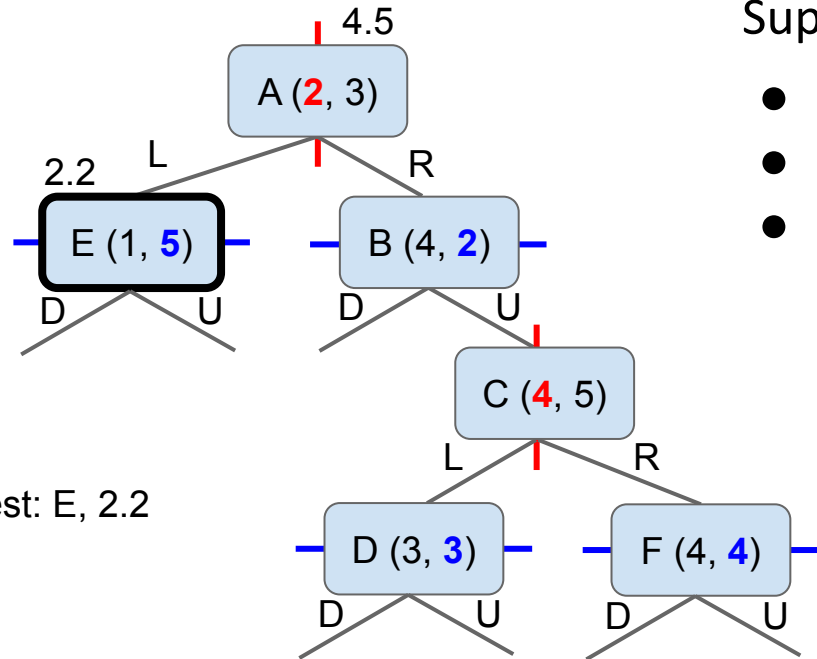 4.5
Sup
A (2, 3)
L
R
2.2
E (1, 5)
B (4, 2)
D
U
D
U
C (4, 5)
L
R
est: E, 2.2
D (3, 3)
F (4, 4)
D
U
D
U